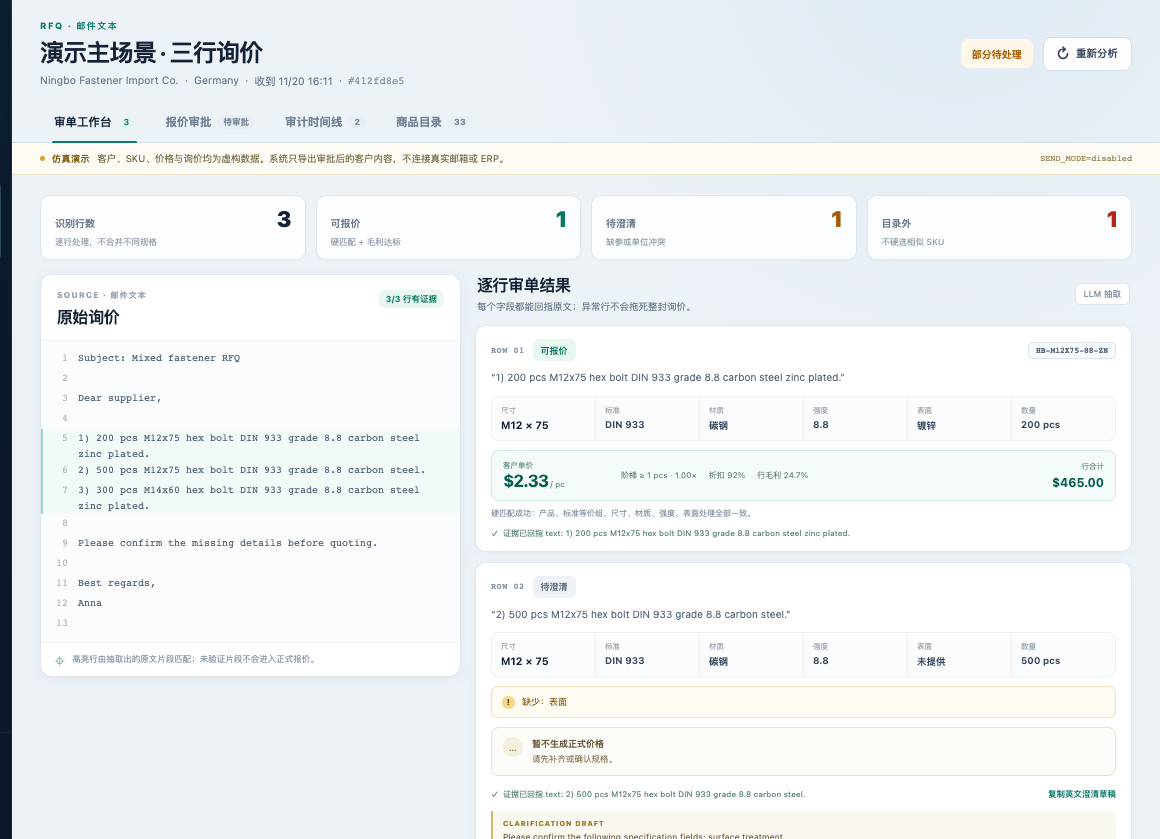 RFQ · 邮件文本
演示主场景 · 三行询价
Ningbo Fastener Import Co. · Germany · 收到 11/20 16:11 · #412fd8e5
部分待处理
重新分析
审单工作台 3 报价审批 待审批 审计时间线 2 商品目录 33
仿真演示 客户、SKU、价格与询价均为虚构数据。系统只导出审批后的客户内容，不连接真实邮箱或 ERP。
SEND_MODE=disabled
识别行数 3
逐行处理，不合并不同规格
可报价 1
硬匹配 + 毛利达标
待澄清 1
缺参或单位冲突
目录外 1
不硬选相似 SKU
SOURCE · 邮件文本
原始询价
3/3 行有证据
1 Subject: Mixed fastener RFQ
2
3 Dear supplier,
4
5 1) 200 pcs M12x75 hex bolt DIN 933 grade 8.8 carbon steel
zinc plated.
6 2) 500 pcs M12x75 hex bolt DIN 933 grade 8.8 carbon steel.
7 3) 300 pcs M14x60 hex bolt DIN 933 grade 8.8 carbon steel
zinc plated.
8
9 Please confirm the missing details before quoting.
10
11 Best regards,
12 Anna
13
高亮行由抽取出的原文片段匹配；未验证片段不会进入正式报价。
逐行审单结果
每个字段都能回指原文；异常行不会拖死整封询价。
LLM 抽取
ROW 01 可报价
HB-M12X75-88-ZN
“1) 200 pcs M12x75 hex bolt DIN 933 grade 8.8 carbon steel zinc plated.”
尺寸 标准 材质 强度 表面 数量
M12 × 75 DIN 933 碳钢 8.8 镀锌 200 pcs
客户单价
$2.33 / pc
阶梯 ≥ 1 pcs · 1.00× 折扣 92% 行毛利 24.7%
行合计
$465.00
硬匹配成功：产品、标准等价组、尺寸、材质、强度、表面处理全部一致。
✓ 证据已回指 text: 1) 200 pcs M12x75 hex bolt DIN 933 grade 8.8 carbon steel zinc plated.
ROW 02 待澄清
“2) 500 pcs M12x75 hex bolt DIN 933 grade 8.8 carbon steel.”
尺寸 标准 材质 强度 表面 数量
M12 × 75 DIN 933 碳钢 8.8 未提供 500 pcs
! 缺少：表面
… 暂不生成正式价格
请先补齐或确认规格。
✓ 证据已回指 text: 2) 500 pcs M12x75 hex bolt DIN 933 grade 8.8 carbon steel.
复制英文澄清草稿
CLARIFICATION DRAFT
Please confirm the following specification fields: surface treatment.